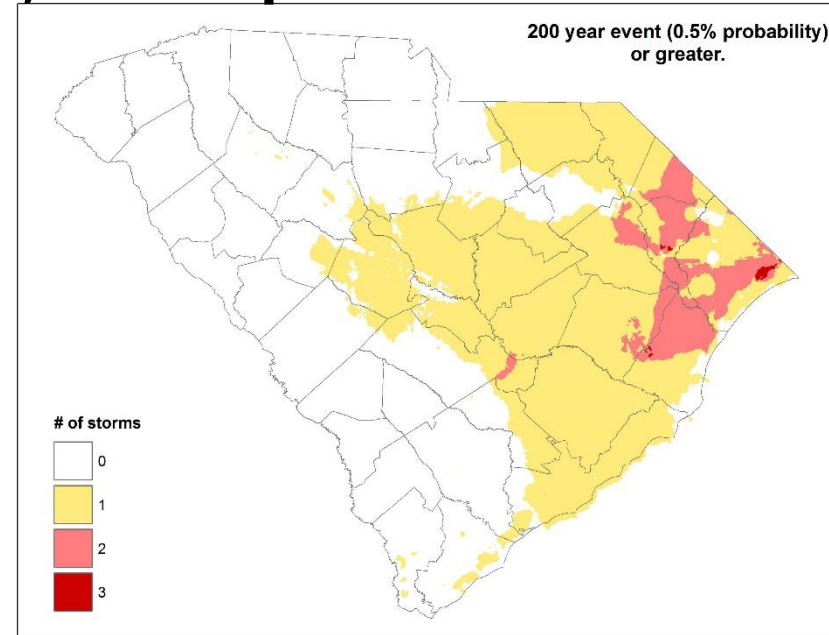 200 year event (0.5% probability)
or greater.
# of storms
0
1
2
3